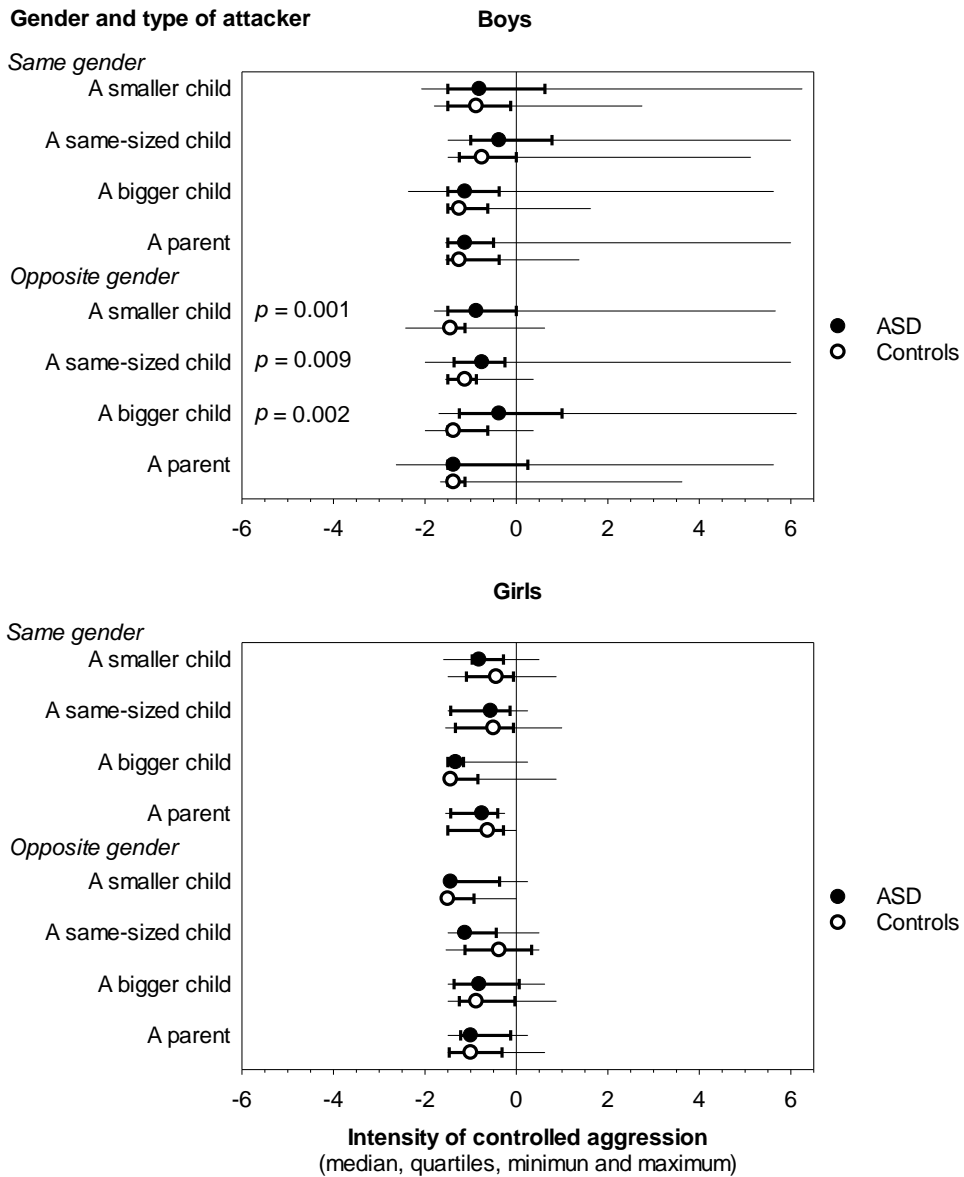 Gender and type of attacker
Boys
Same gender
A smaller child
A same-sized child
A bigger child
A parent
Opposite gender
A smaller child p = 0.001
A same-sized child p = 0.009
A bigger child p = 0.002
A parent
ASD
Controls
-6 -4 -2 0 2 4 6
Girls
Same gender
A smaller child
A same-sized child
A bigger child
A parent
Opposite gender
A smaller child
A same-sized child
A bigger child
A parent
ASD
Controls
-6 -4 -2 0 2 4 6
Intensity of controlled aggression
(median, quartiles, minimun and maximum)